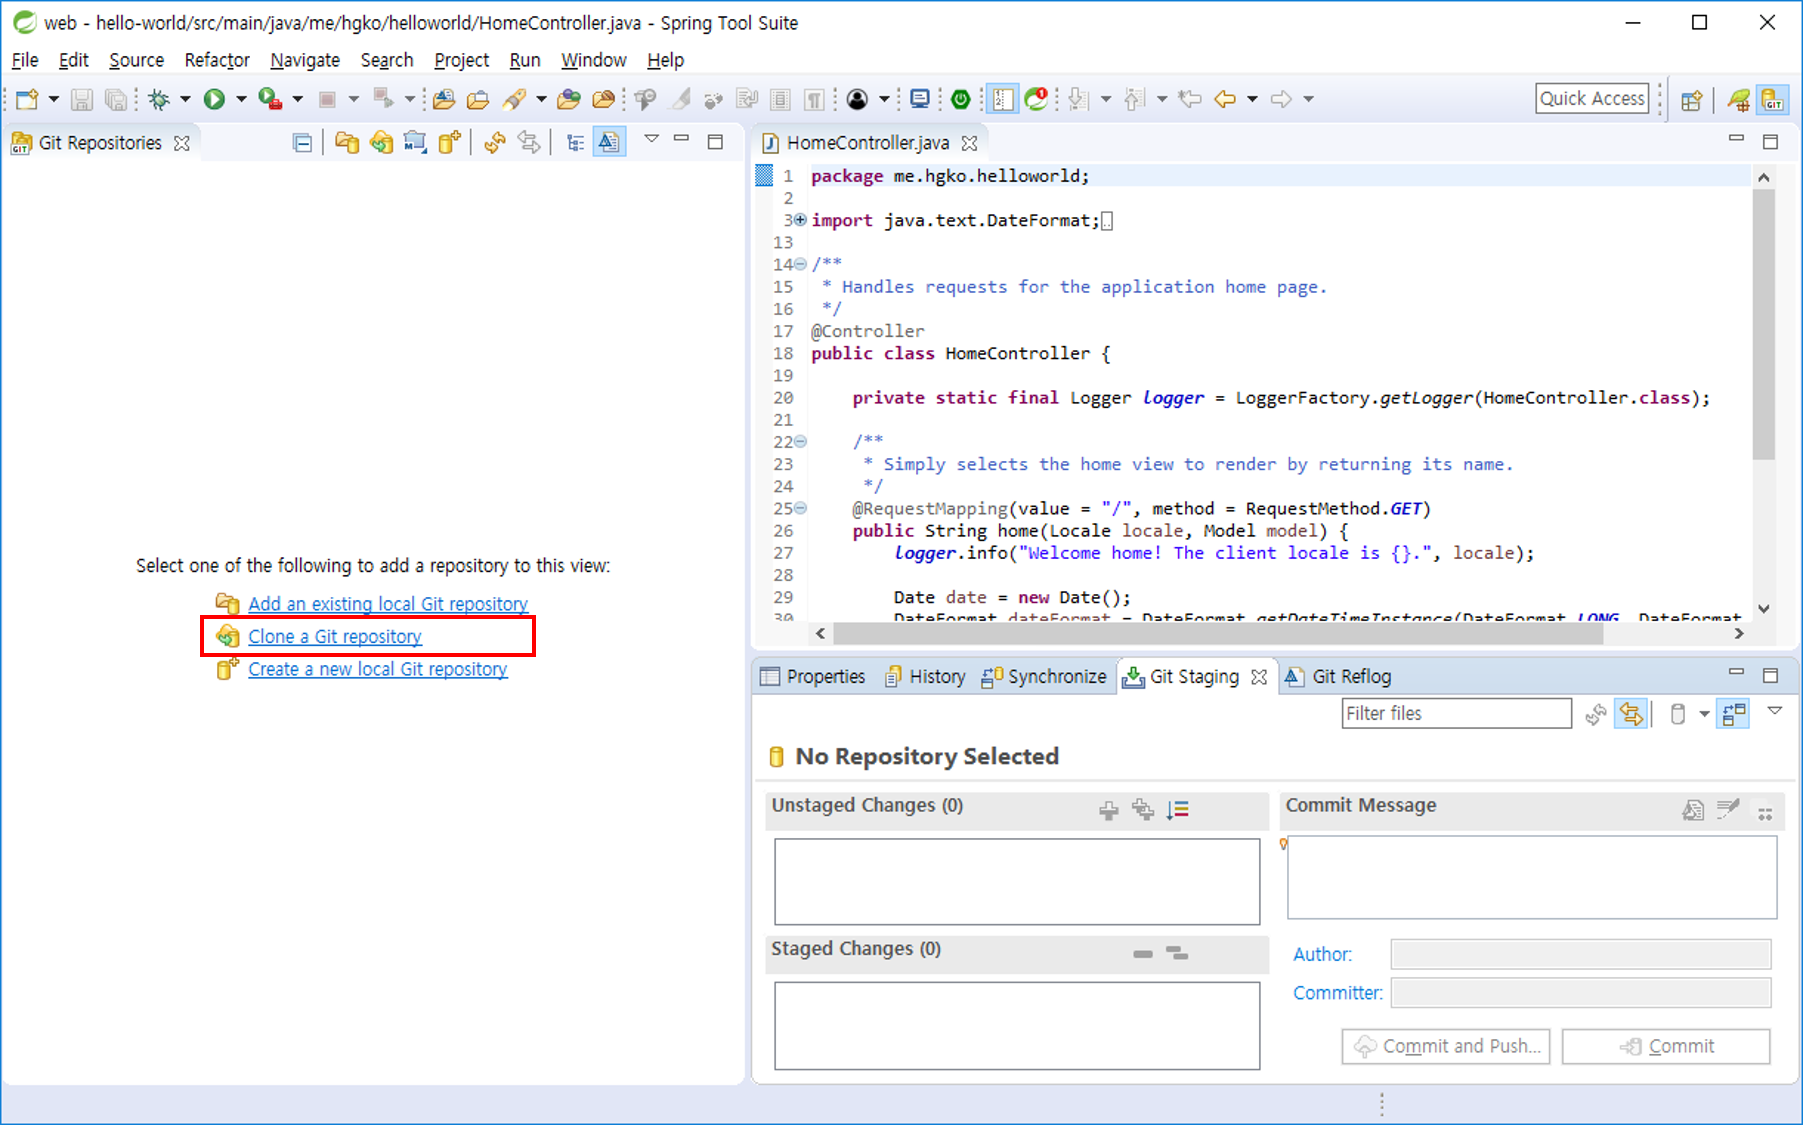 web - hello-world/src/main/java/me/hgko/helloworld/HomeController.java - Spring Tool Suite
File Edit Source Refactor Navigate Search Project Run Window Help
Quick Access
GIT
Git Repositories
HomeController.java
1 package me.hgko.helloworld;
2
3 import java.text.DateFormat;
13
14 /**
15 * Handles requests for the application home page.
16 */
17 @Controller
18 public class HomeController {
19
20 private static final Logger logger = LoggerFactory.getLogger(HomeController.class);
21
22 /**
23 * Simply selects the home view to render by returning its name.
24 */
25 @RequestMapping(value = "/", method = RequestMethod.GET)
26 public String home(Locale locale, Model model) {
27 logger.info("Welcome home! The client locale is {}.", locale);
28
29 Date date = new Date();
30 DateFormat dateFormat = DateFormat.getDateTimeInstance(DateFormat.LONG, DateFormat
Select one of the following to add a repository to this view:
Add an existing local Git repository
Clone a Git repository
Create a new local Git repository
Properties History Synchronize Git Staging Git Reflog
Filter files
No Repository Selected
Unstaged Changes (0)
Commit Message
Staged Changes (0)
Author:
Committer:
Commit and Push...
Commit